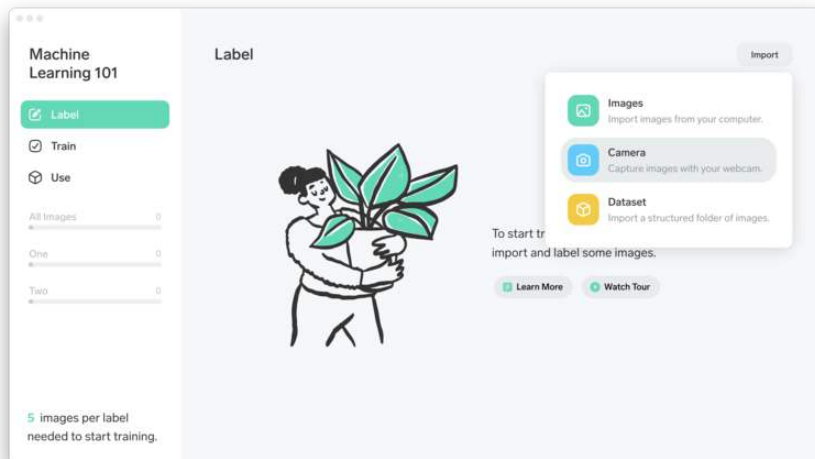 Machine
Learning 101
Label
Train
Use
All Images 0
One 0
Two 0
5 images per label
needed to start training.
Label
Import
Images
Import images from your computer.
Camera
Capture images with your webcam.
Dataset
Import a structured folder of images.
To start tr
import and label some images.
Learn More
Watch Tour